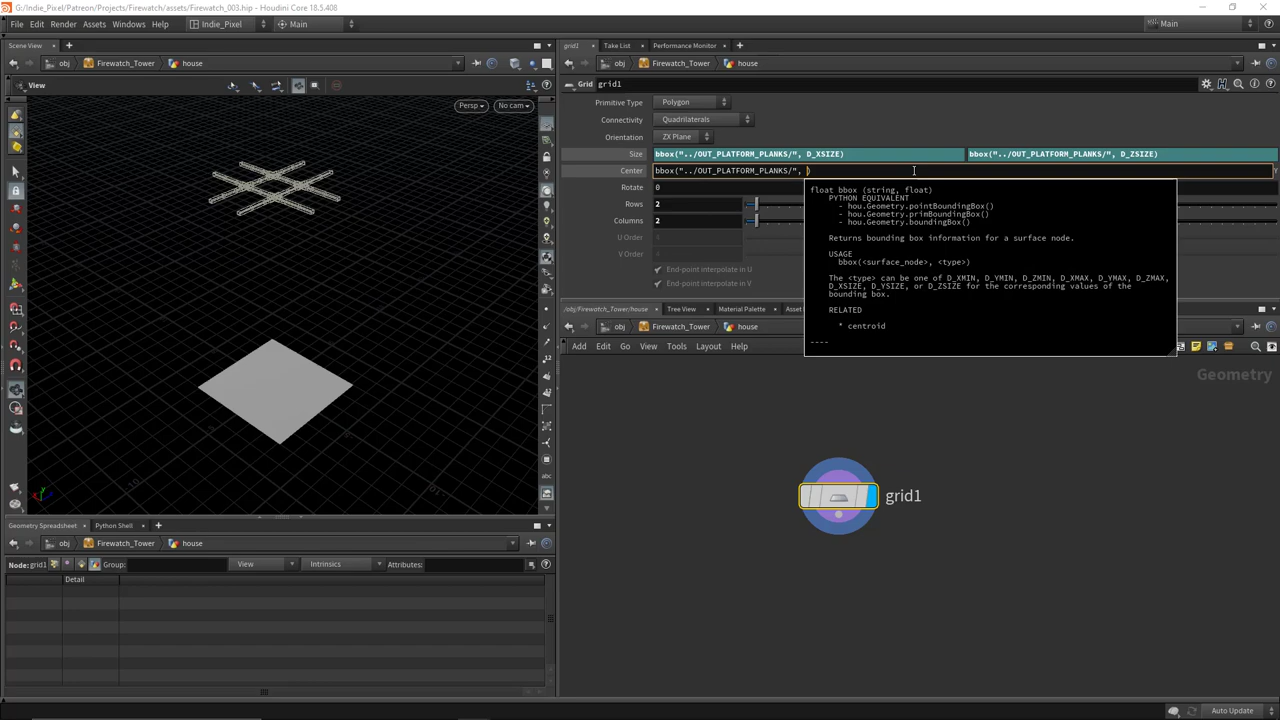 G:/Indie_Pixel/Patreon/Projects/Firewatch/assets/Firewatch_003.hip - Houdini Core 18.5.408
File Edit Render Assets Windows Help Indie_Pixel Main Main
Scene View
obj Firewatch_Tower house
View
Persp No cam
grid1 Take List Performance Monitor
obj Firewatch_Tower house
Grid grid1
Primitive Type Polygon
Connectivity Quadrilaterals
Orientation ZX Plane
Size bbox("../OUT_PLATFORM_PLANKS/", D_XSIZE) bbox("../OUT_PLATFORM_PLANKS/", D_ZSIZE)
Center bbox("../OUT_PLATFORM_PLANKS/", )
Rotate 0
Rows 2
Columns 2
U Order
V Order
End-point interpolate in U
End-point interpolate in V
float bbox (string, float)
PYTHON EQUIVALENT
- hou.Geometry.pointBoundingBox()
- hou.Geometry.primBoundingBox()
- hou.Geometry.boundingBox()
Returns bounding box information for a surface node.
USAGE
bbox(<surface_node>, <type>)
The <type> can be one of D_XMIN, D_YMIN, D_ZMIN, D_XMAX, D_YMAX, D_ZMAX,
D_XSIZE, D_YSIZE, or D_ZSIZE for the corresponding values of the
bounding box.
RELATED
* centroid
----
/obj/Firewatch_Tower/house Tree View Material Palette Asset
obj Firewatch_Tower house
Add Edit Go View Tools Layout Help
Geometry
grid1
Geometry Spreadsheet Python Shell
obj Firewatch_Tower house
Node: grid1 Group: View Intrinsics Attributes:
Detail
Auto Update